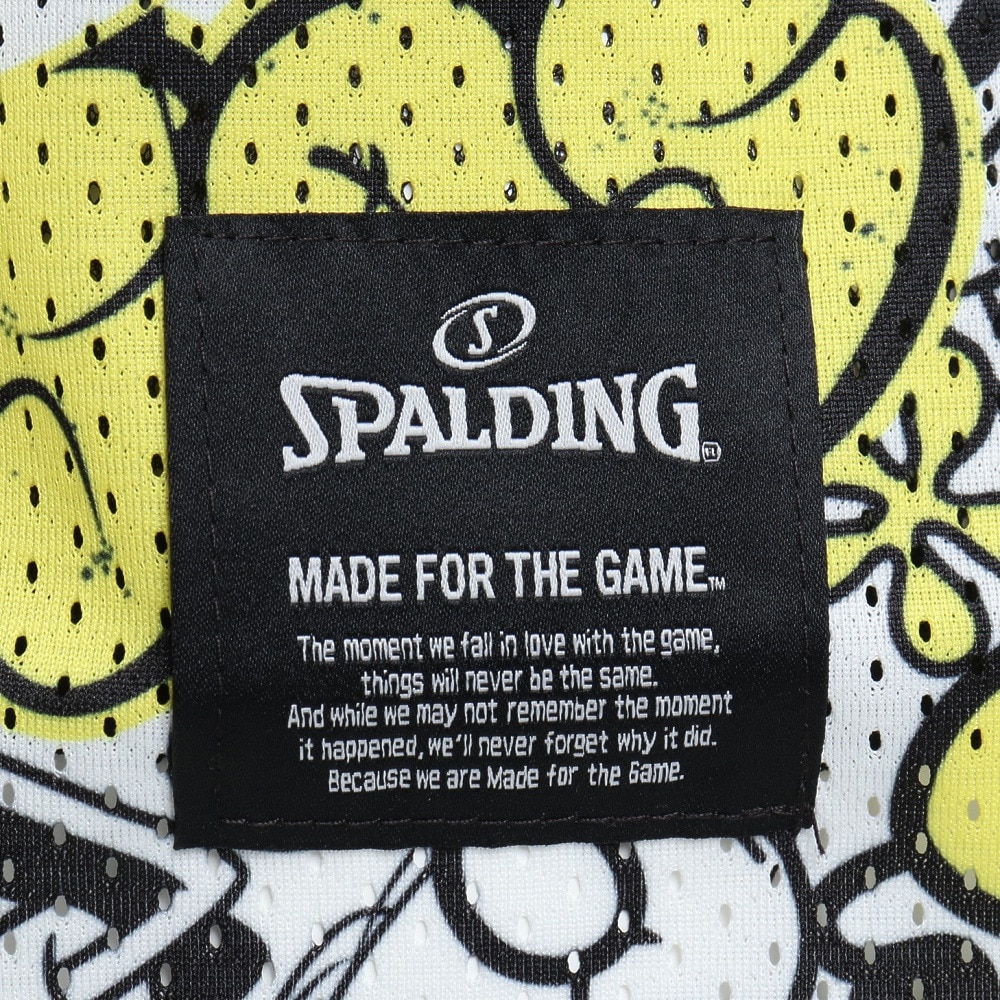 S
SPALDING®
MADE FOR THE GAME™
The moment we fall in love with the game,
things will never be the same.
And while we may not remember the moment
it happened, we'll never forget why it did.
Because we are Made for the Game.